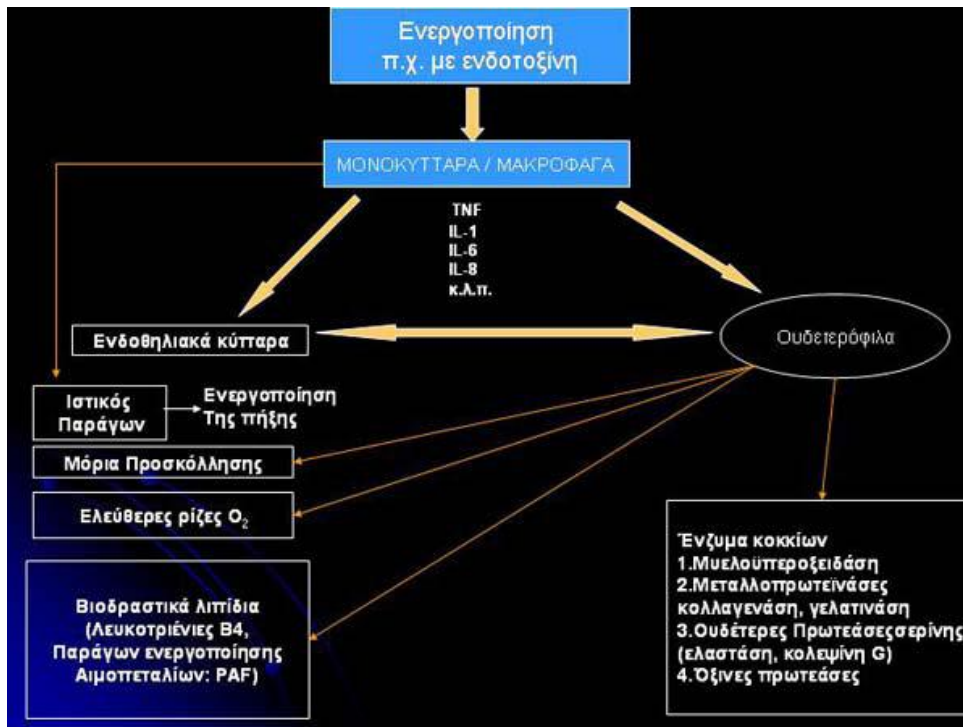 Ενεργοποίηση
π.χ. με ενδοτοξίνη
ΜΟΝΟΚΥΤΤΑΡΑ / ΜΑΚΡΟΦΑΓΑ
TNF
IL-1
IL-6
IL-8
κ.λ.π.
Ενδοθηλιακά κύτταρα
Ουδετερόφιλα
Ιστικός
Παράγων
Ενεργοποίηση
Της πήξης
Μόρια Προσκόλλησης
Ελεύθερες ρίζες O₂
Βιοδραστικά λιπίδια
(Λευκοτριένιες Β4,
Παράγων ενεργοποίησης
Αιμοπεταλίων: PAF)
Ένζυμα κοκκίων
1.Μυελοϋπεροξειδάση
2.Μεταλλοπρωτεϊνάσες
κολλαγενάση, γελατινάση
3.Ουδέτερες Πρωτεάσεςσερίνης
(ελαστάση, κολεψίνη G)
4.Όξινες πρωτεάσες